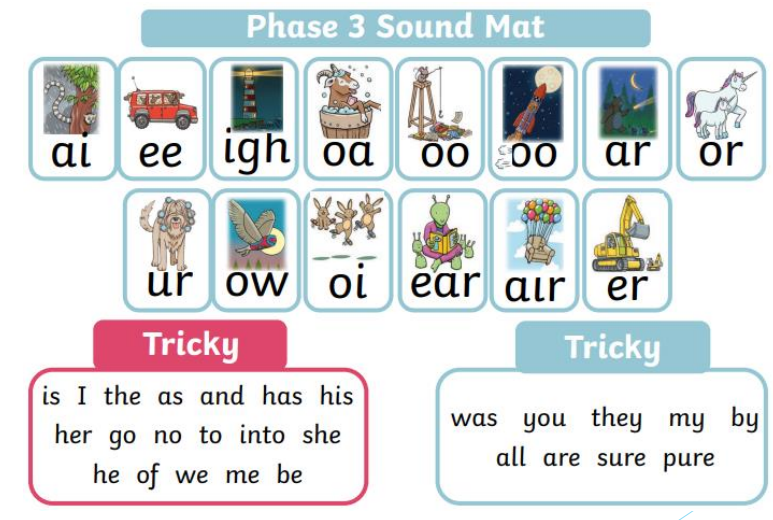 Phase 3 Sound Mat
ai ee igh oa oo oo ar or
ur ow oi ear air er
Tricky
is I the as and has his
her go no to into she
he of we me be
Tricky
was you they my by
all are sure pure